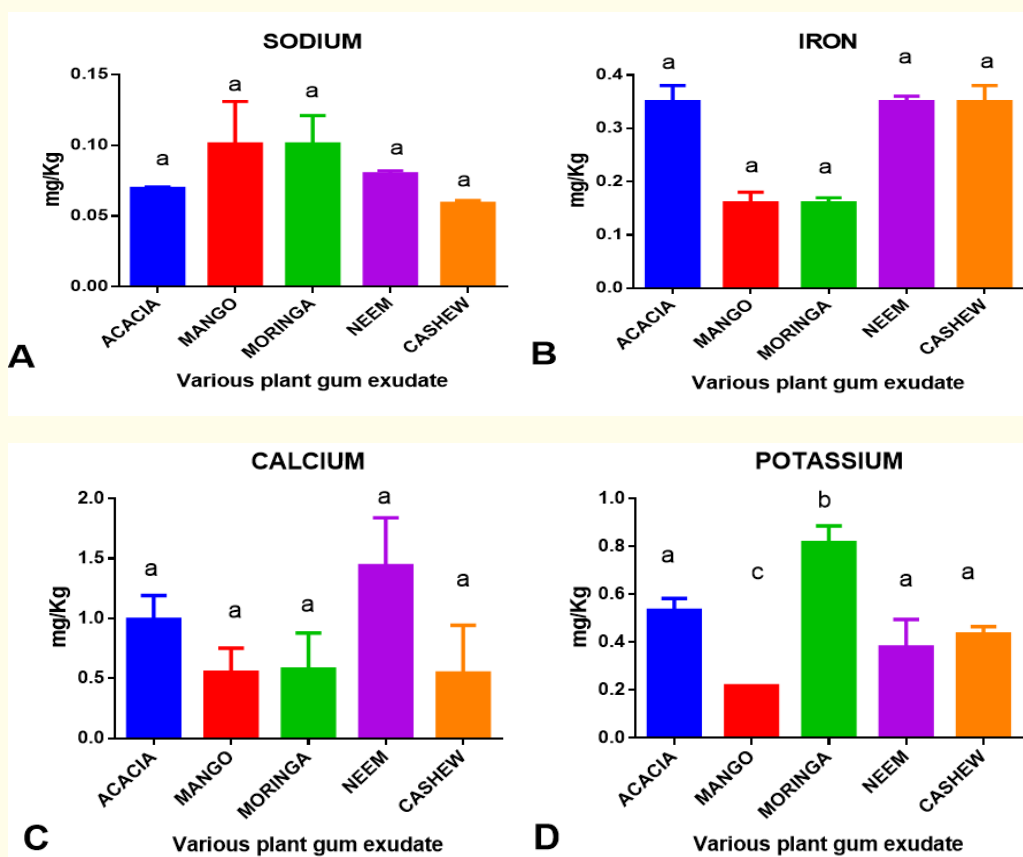 SODIUM
0.15
0.10
0.05
0.00
mg/Kg
a
a
a
a
a
ACACIA
MANGO
MORINGA
NEEM
CASHEW
Various plant gum exudate
A
IRON
0.4
0.3
0.2
0.1
0.0
mg/Kg
a
a
a
a
a
ACACIA
MANGO
MORINGA
NEEM
CASHEW
Various plant gum exudate
B
CALCIUM
2.0
1.5
1.0
0.5
0.0
mg/Kg
a
a
a
a
a
ACACIA
MANGO
MORINGA
NEEM
CASHEW
Various plant gum exudate
C
POTASSIUM
1.0
0.8
0.6
0.4
0.2
0.0
mg/Kg
a
c
b
a
a
ACACIA
MANGO
MORINGA
NEEM
CASHEW
Various plant gum exudate
D